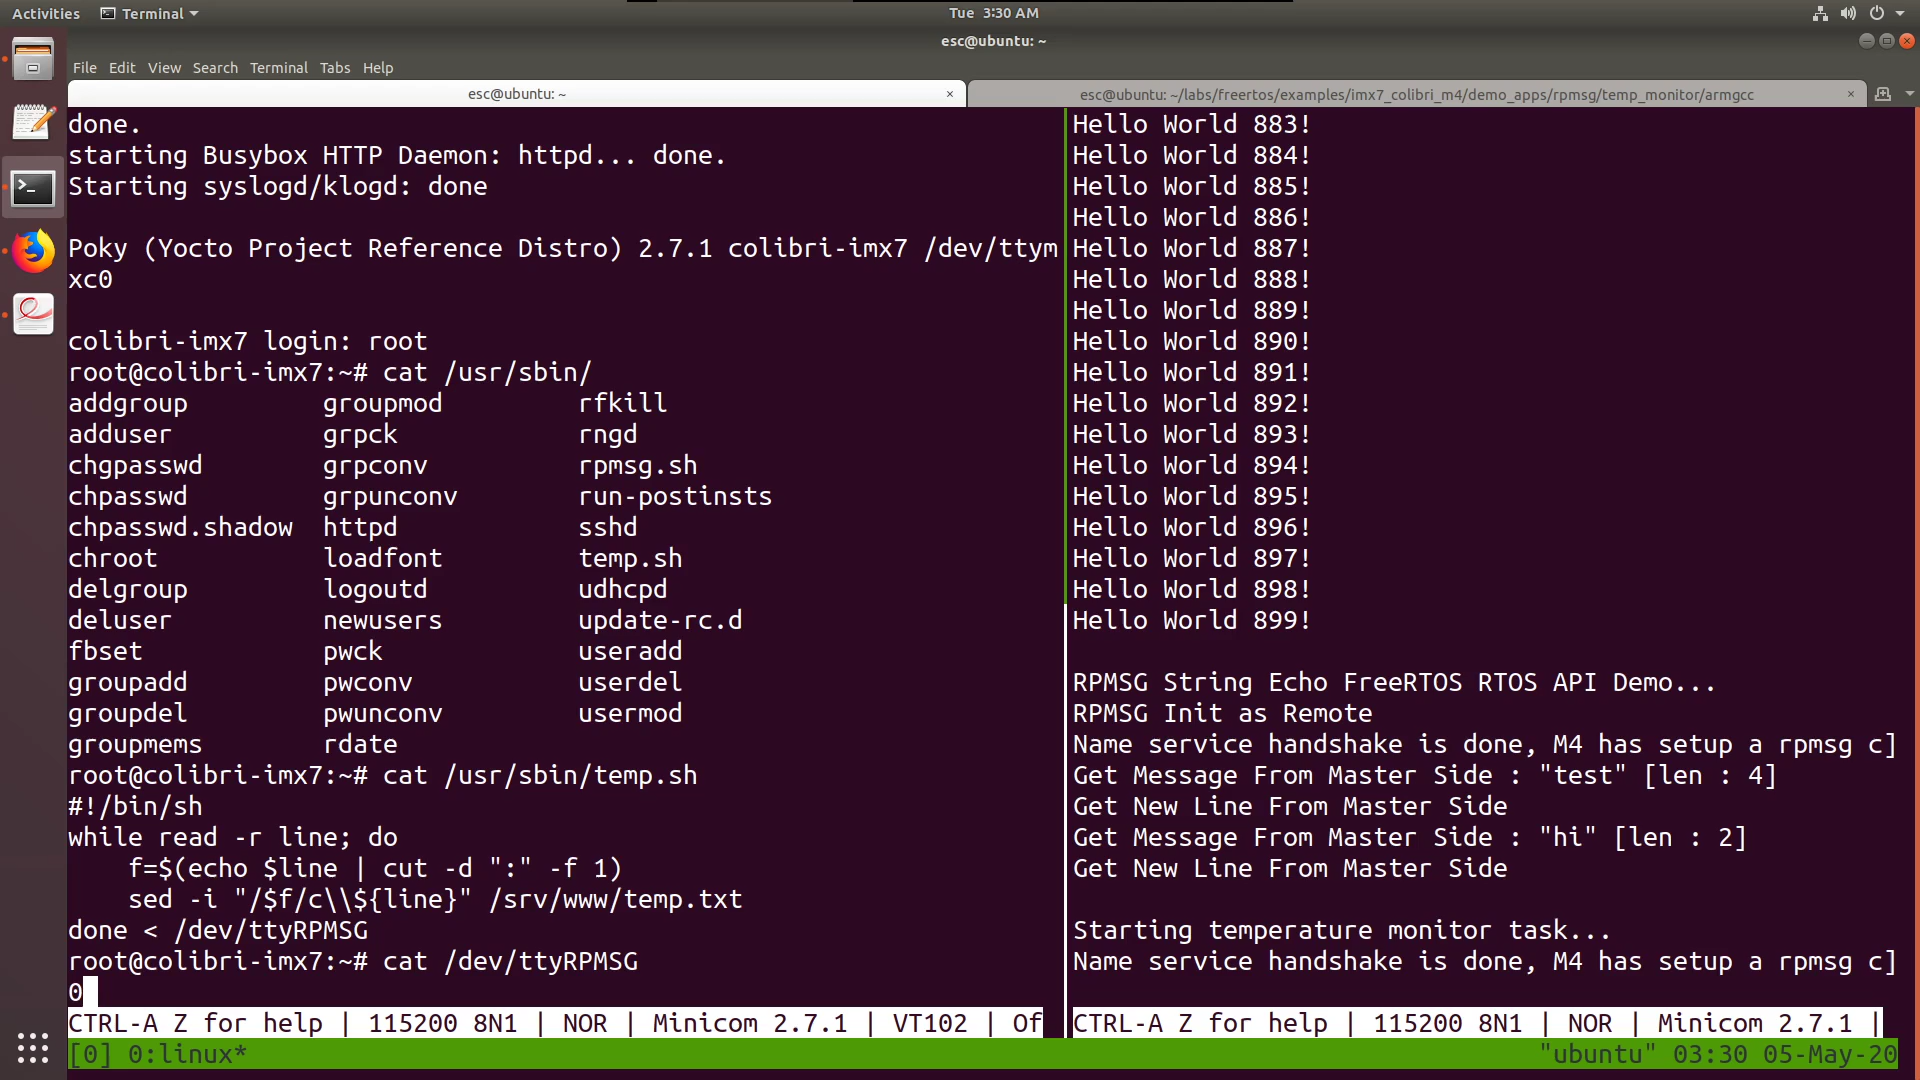 Activities Terminal Tue 3:30 AM
esc@ubuntu: ~
File Edit View Search Terminal Tabs Help
esc@ubuntu: ~ × esc@ubuntu: ~/labs/freertos/examples/imx7_colibri_m4/demo_apps/rpmsg/temp_monitor/armgcc ×
done.
starting Busybox HTTP Daemon: httpd... done.
Starting syslogd/klogd: done
Poky (Yocto Project Reference Distro) 2.7.1 colibri-imx7 /dev/ttym
xc0
colibri-imx7 login: root
root@colibri-imx7:~# cat /usr/sbin/
addgroup groupmod rfkill
adduser grpck rngd
chgpasswd grpconv rpmsg.sh
chpasswd grpunconv run-postinsts
chpasswd.shadow httpd sshd
chroot loadfont temp.sh
delgroup logoutd udhcpd
deluser newusers update-rc.d
fbset pwck useradd
groupadd pwconv userdel
groupdel pwunconv usermod
groupmems rdate
root@colibri-imx7:~# cat /usr/sbin/temp.sh
#!/bin/sh
while read -r line; do
f=$(echo $line | cut -d ":" -f 1)
sed -i "/$f/c\\${line}" /srv/www/temp.txt
done < /dev/ttyRPMSG
root@colibri-imx7:~# cat /dev/ttyRPMSG
0
CTRL-A Z for help | 115200 8N1 | NOR | Minicom 2.7.1 | VT102 | Of
Hello World 883!
Hello World 884!
Hello World 885!
Hello World 886!
Hello World 887!
Hello World 888!
Hello World 889!
Hello World 890!
Hello World 891!
Hello World 892!
Hello World 893!
Hello World 894!
Hello World 895!
Hello World 896!
Hello World 897!
Hello World 898!
Hello World 899!
RPMSG String Echo FreeRTOS RTOS API Demo...
RPMSG Init as Remote
Name service handshake is done, M4 has setup a rpmsg c]
Get Message From Master Side : "test" [len : 4]
Get New Line From Master Side
Get Message From Master Side : "hi" [len : 2]
Get New Line From Master Side
Starting temperature monitor task...
Name service handshake is done, M4 has setup a rpmsg c]
CTRL-A Z for help | 115200 8N1 | NOR | Minicom 2.7.1 |
[0] 0:linux* "ubuntu" 03:30 05-May-20